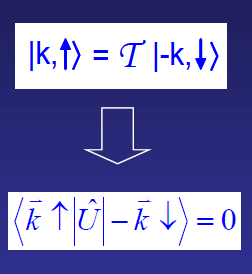 |k,↑⟩ = 𝒯 |-k,↓⟩
⟨k⃗ ↑|Û|−k⃗ ↓⟩ = 0